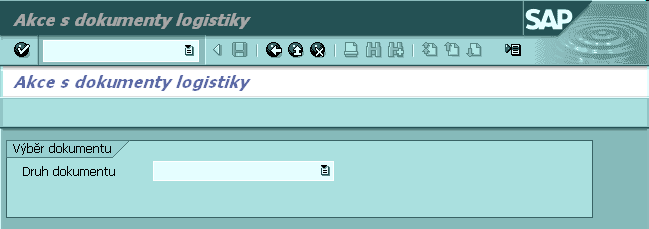 Akce s dokumenty logistiky
SAP
Akce s dokumenty logistiky
Výběr dokumentu
Druh dokumentu